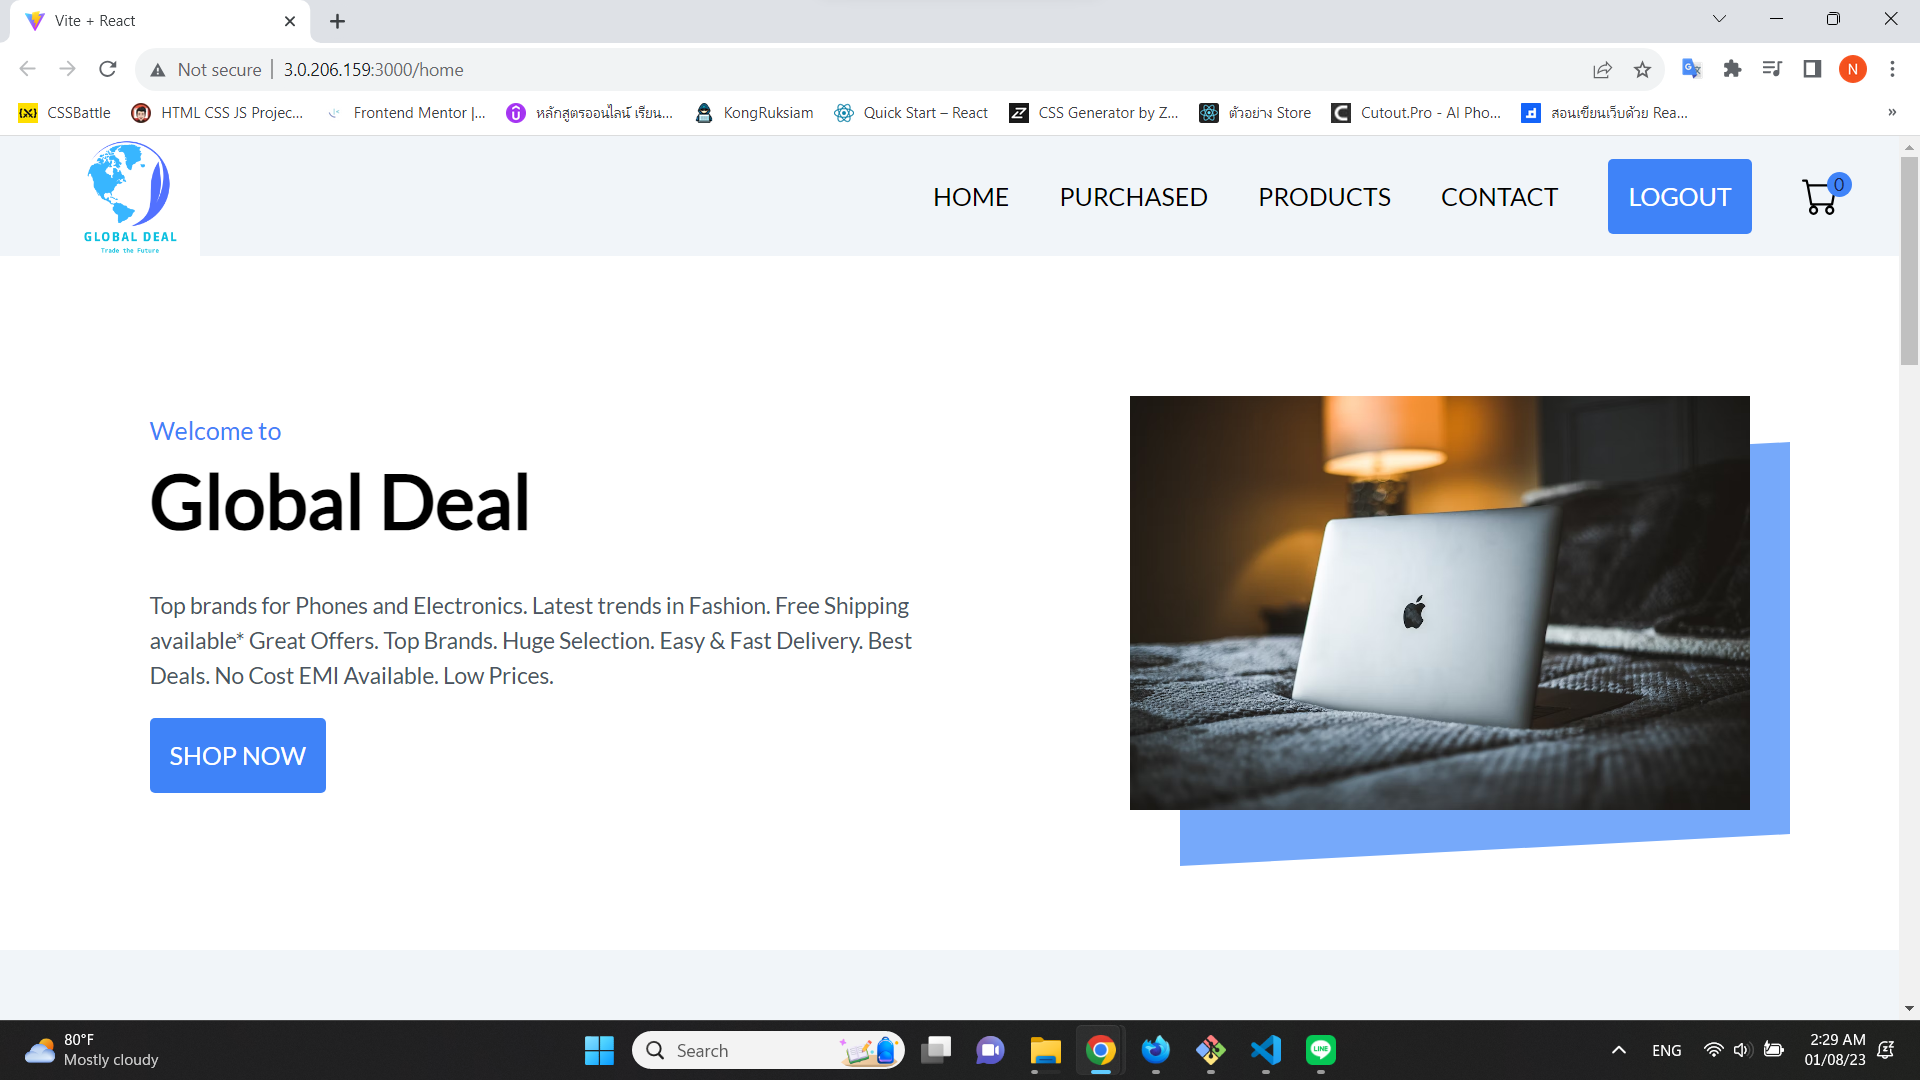 Vite + React
Not secure
3.0.206.159:3000/home
N
CSSBattle
HTML CSS JS Projec...
Frontend Mentor |...
หลักสูตรออนไลน์ เรียน...
KongRuksiam
Quick Start – React
CSS Generator by Z...
ตัวอย่าง Store
Cutout.Pro - AI Pho...
สอนเขียนเว็บด้วย Rea...
»
GLOBAL DEAL
Trade the Future
HOME
PURCHASED
PRODUCTS
CONTACT
LOGOUT
0
Welcome to
Global Deal
Top brands for Phones and Electronics. Latest trends in Fashion. Free Shipping
available* Great Offers. Top Brands. Huge Selection. Easy & Fast Delivery. Best
Deals. No Cost EMI Available. Low Prices.
SHOP NOW
80°F
Mostly cloudy
Search
LINE
ENG
2:29 AM
01/08/23